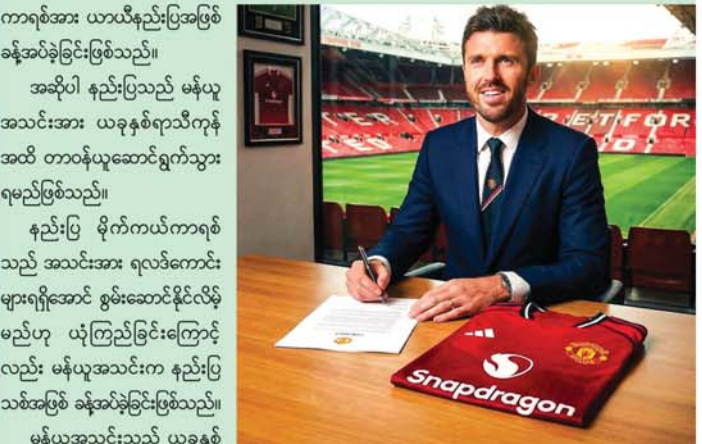 ကာရစ်အား ယာယီနည်းပြအဖြစ်
ခန့်အပ်ခဲ့ခြင်းဖြစ်သည်။
အဆိုပါ နည်းပြသည် မန်ယူ
အသင်းအား ယခုနှစ်ရာသီကုန်
အထိ တာဝန်ယူဆောင်ရွက်သွား
ရမည်ဖြစ်သည်။
နည်းပြ မိုက်ကယ်ကာရစ်
သည် အသင်းအား ရလဒ်ကောင်း
များရရှိအောင် စွမ်းဆောင်နိုင်လိမ့်
မည်ဟု ယုံကြည်ခြင်းကြောင့်
လည်း မန်ယူအသင်းက နည်းပြ
သစ်အဖြစ် ခန့်အပ်ခဲ့ခြင်းဖြစ်သည်။
မန်ယူအသင်းသည် ယခုနှစ်
Snapdragon